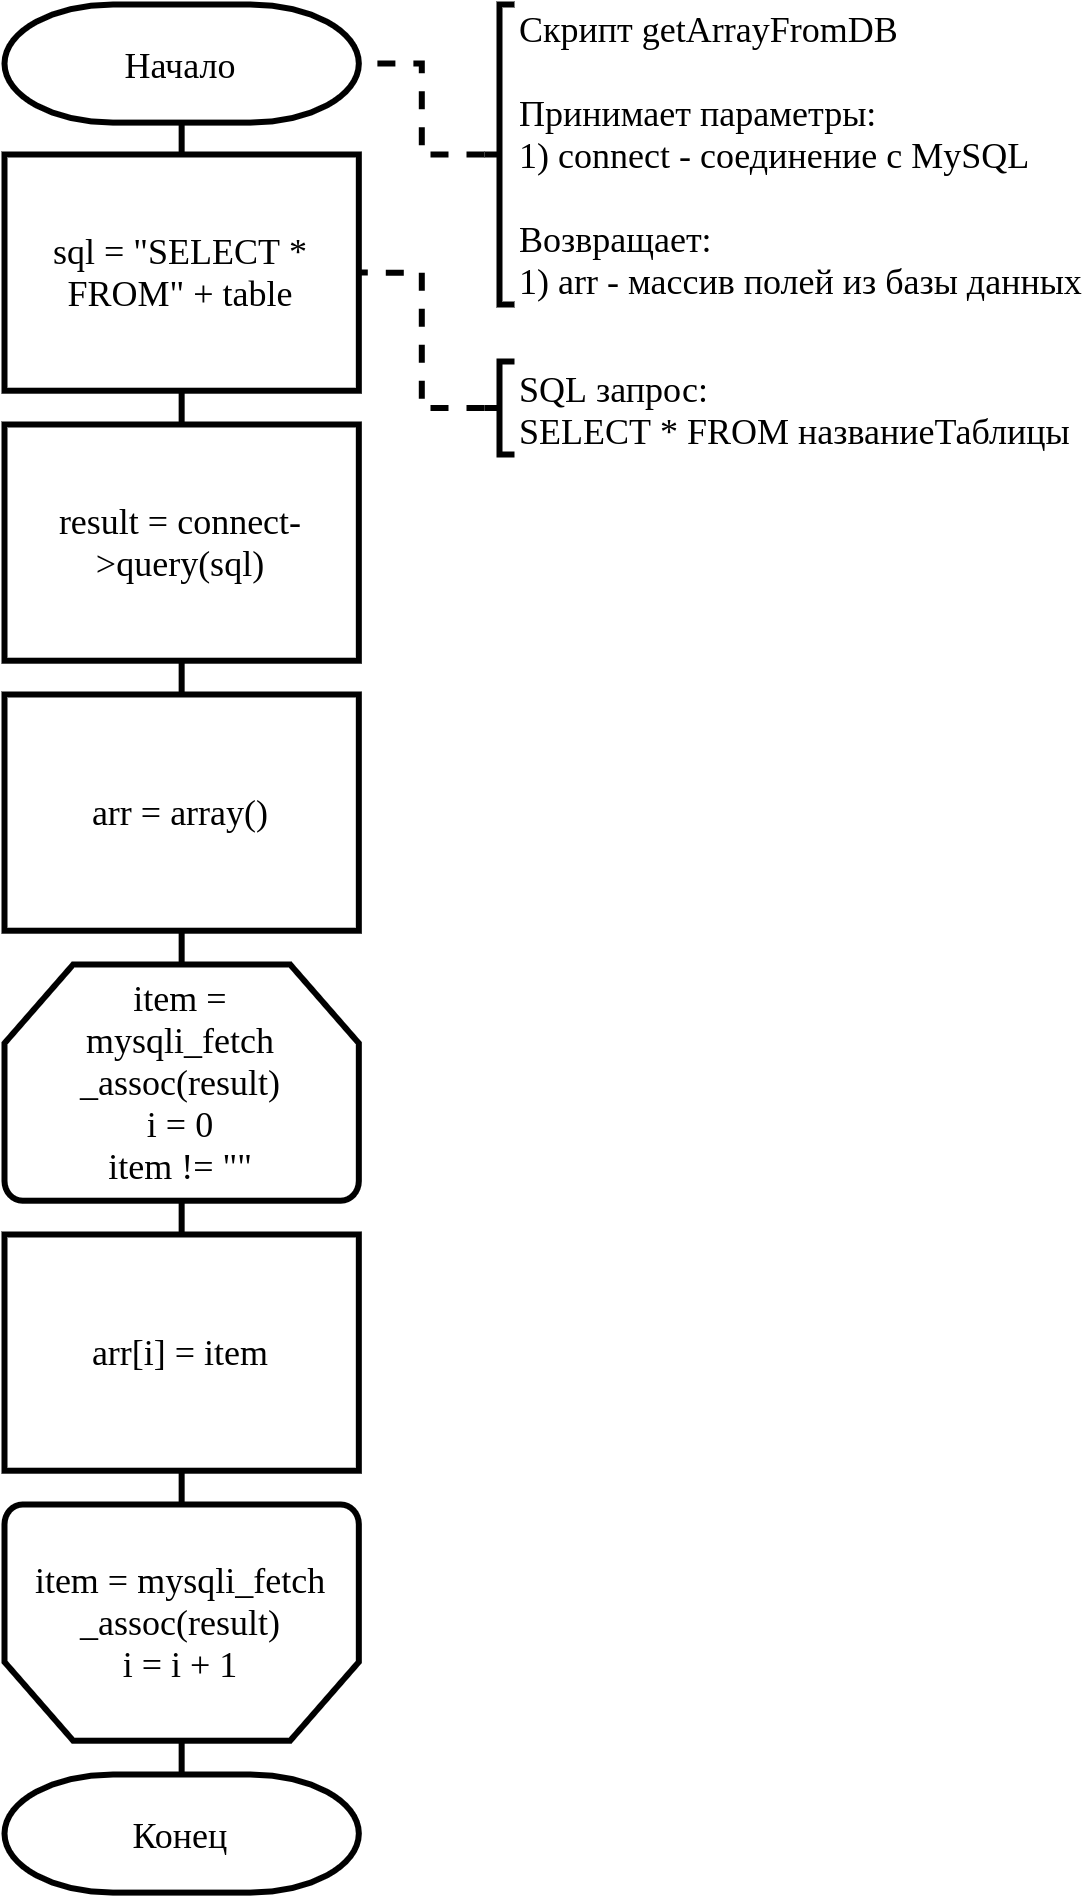 Начало
Скрипт getArrayFromDB
Принимает параметры:
1) connect - соединение с MySQL
Возвращает:
1) arr - массив полей из базы данных
sql = "SELECT *
FROM" + table
SQL запрос:
SELECT * FROM названиеТаблицы
result = connect-
>query(sql)
arr = array()
item =
mysqli_fetch
_assoc(result)
i = 0
item != ""
arr[i] = item
item = mysqli_fetch
_assoc(result)
i = i + 1
Конец